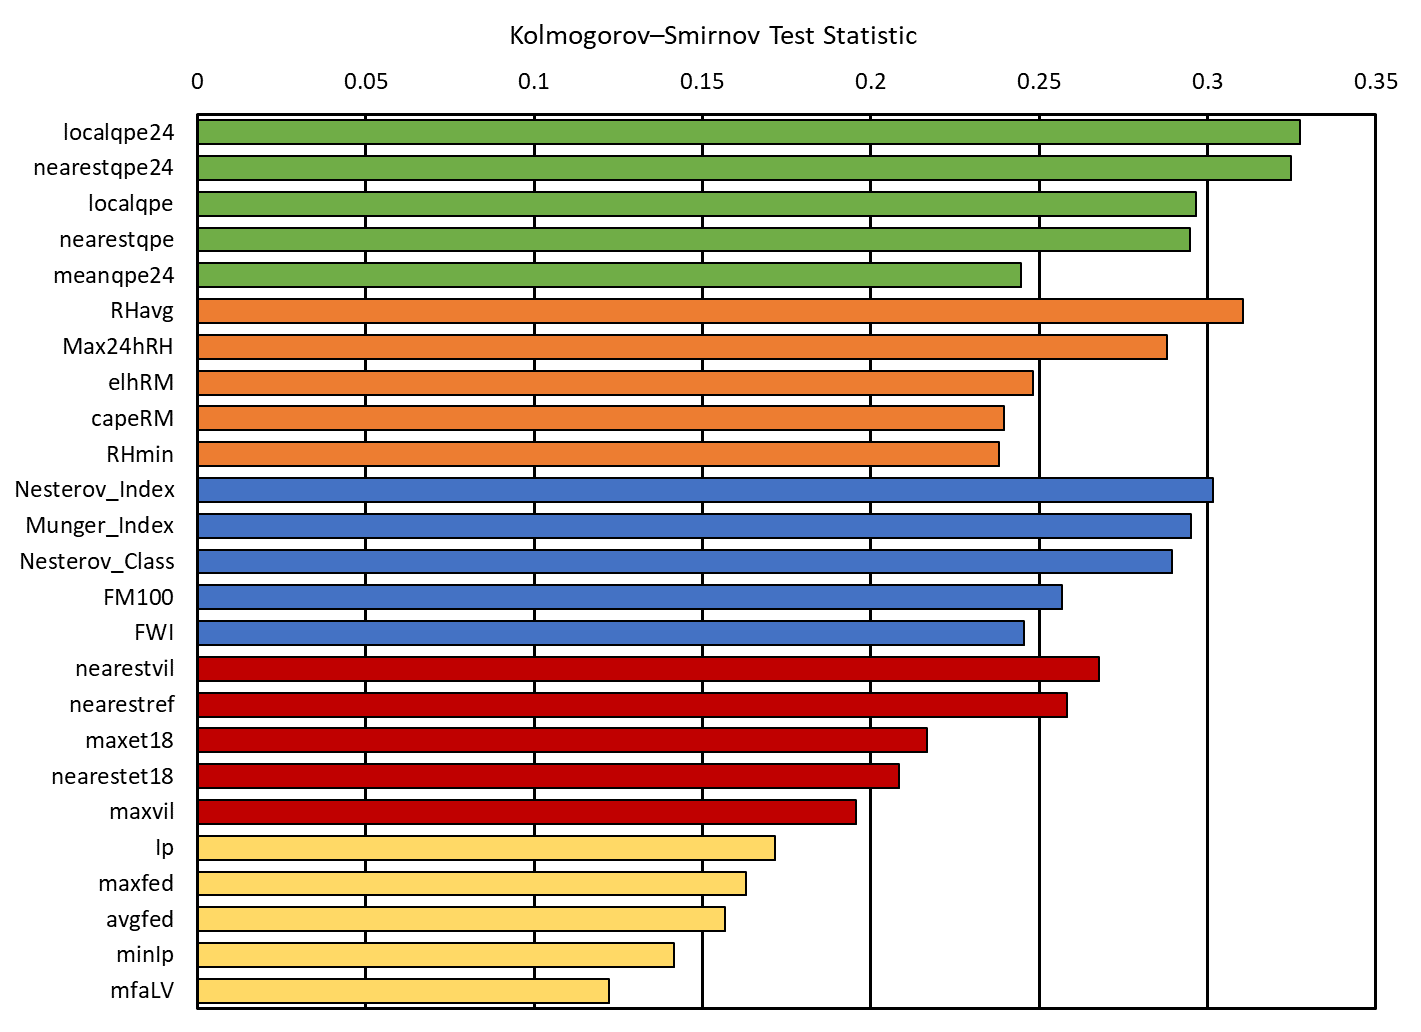 Kolmogorov–Smirnov Test Statistic
0 0.05 0.1 0.15 0.2 0.25 0.3 0.35
localqpe24
nearestqpe24
localqpe
nearestqpe
meanqpe24
RHavg
Max24hRH
elhRM
capeRM
RHmin
Nesterov_Index
Munger_Index
Nesterov_Class
FM100
FWI
nearestvil
nearestref
maxet18
nearestet18
maxvil
Ip
maxfed
avgfed
minIp
mfaLV